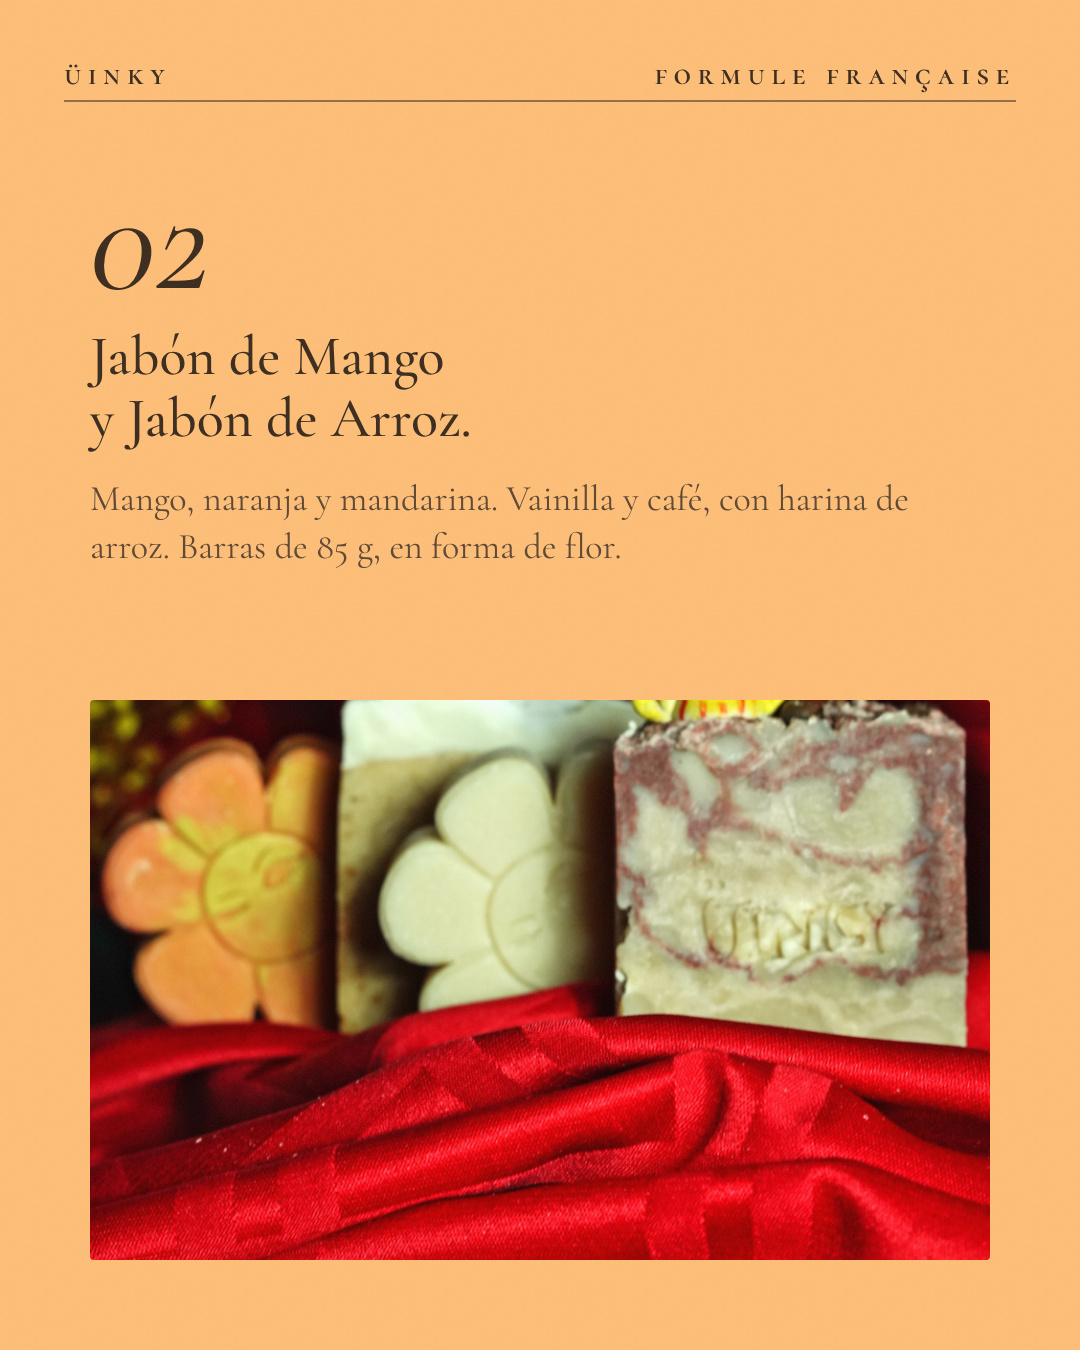 ÜINKY
FORMULE FRANÇAISE
02
Jabón de Mango
y Jabón de Arroz.
Mango, naranja y mandarina. Vainilla y café, con harina de
arroz. Barras de 85 g, en forma de flor.
ÜINKY